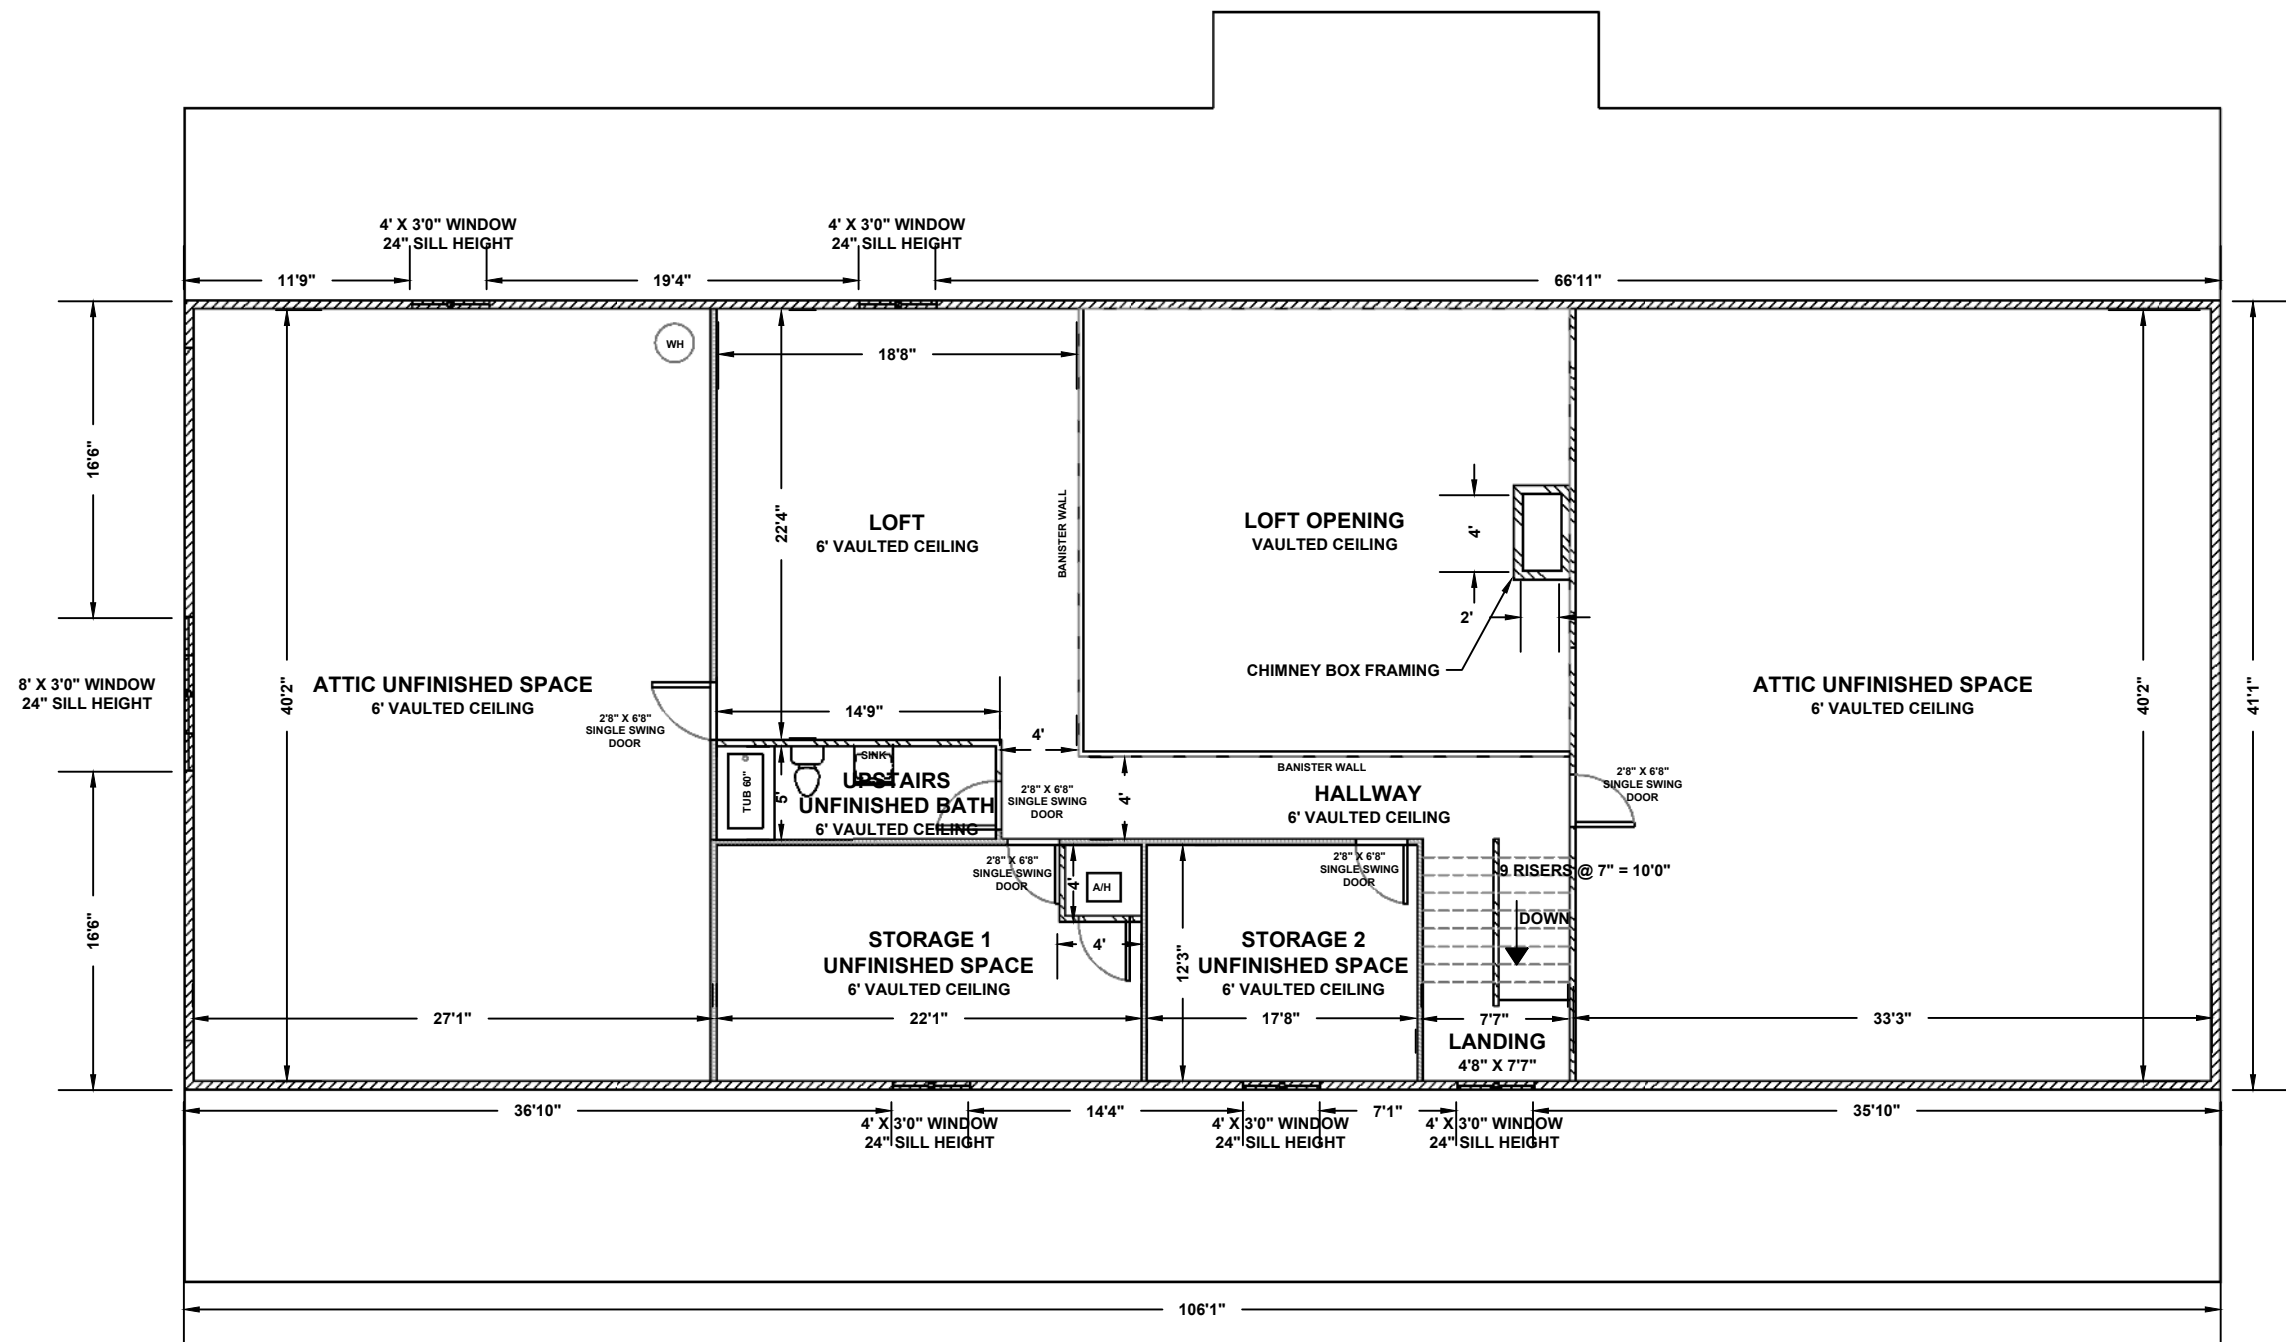 4' X 3'0" WINDOW
24" SILL HEIGHT
4' X 3'0" WINDOW
24" SILL HEIGHT
11'9"
19'4"
66'11"
WH
18'8"
16'6"
22'4"
LOFT
6' VAULTED CEILING
BANISTER WALL
LOFT OPENING
VAULTED CEILING
4'
2'
CHIMNEY BOX FRAMING
8' X 3'0" WINDOW
24" SILL HEIGHT
ATTIC UNFINISHED SPACE
6' VAULTED CEILING
40'2"
2'8" X 6'8"
SINGLE SWING
DOOR
14'9"
4'
ATTIC UNFINISHED SPACE
6' VAULTED CEILING
40'2"
41'1"
TUB 60"
SINK
5'
UPSTAIRS
UNFINISHED BATH
6' VAULTED CEILING
2'8" X 6'8"
SINGLE SWING
DOOR
4'
BANISTER WALL
HALLWAY
6' VAULTED CEILING
2'8" X 6'8"
SINGLE SWING
DOOR
2'8" X 6'8"
SINGLE SWING
DOOR
4'
A/H
2'8" X 6'8"
SINGLE SWING
DOOR
9 RISERS @ 7" = 10'0"
DOWN
16'6"
STORAGE 1
UNFINISHED SPACE
6' VAULTED CEILING
4'
12'3"
STORAGE 2
UNFINISHED SPACE
6' VAULTED CEILING
27'1"
22'1"
17'8"
7'7"
33'3"
LANDING
4'8" X 7'7"
36'10"
14'4"
7'1"
35'10"
4' X 3'0" WINDOW
24" SILL HEIGHT
4' X 3'0" WINDOW
24" SILL HEIGHT
4' X 3'0" WINDOW
24" SILL HEIGHT
106'1"